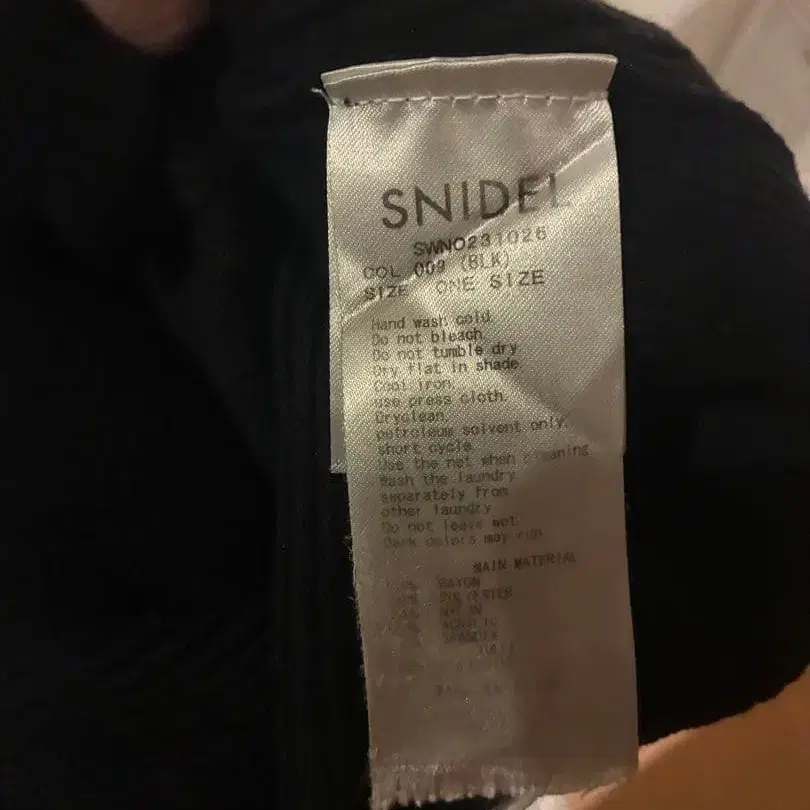 SNIDEL
SWNO231026
COL 009 (BLK)
SIZE ONE SIZE
Hand wash cold
Do not bleach
Do not tumble dry
Dry flat in shade
Cool iron
use press cloth.
Dryclean
petroleum solvent only.
short cycle
Use the net when cleaning
Wash the laundry
separately from
other laundry
Do not leave wet
Dark colors may run
MAIN MATERIAL
RAYON
POLYESTER
NYLON
ACRYLIC
SPANDEX